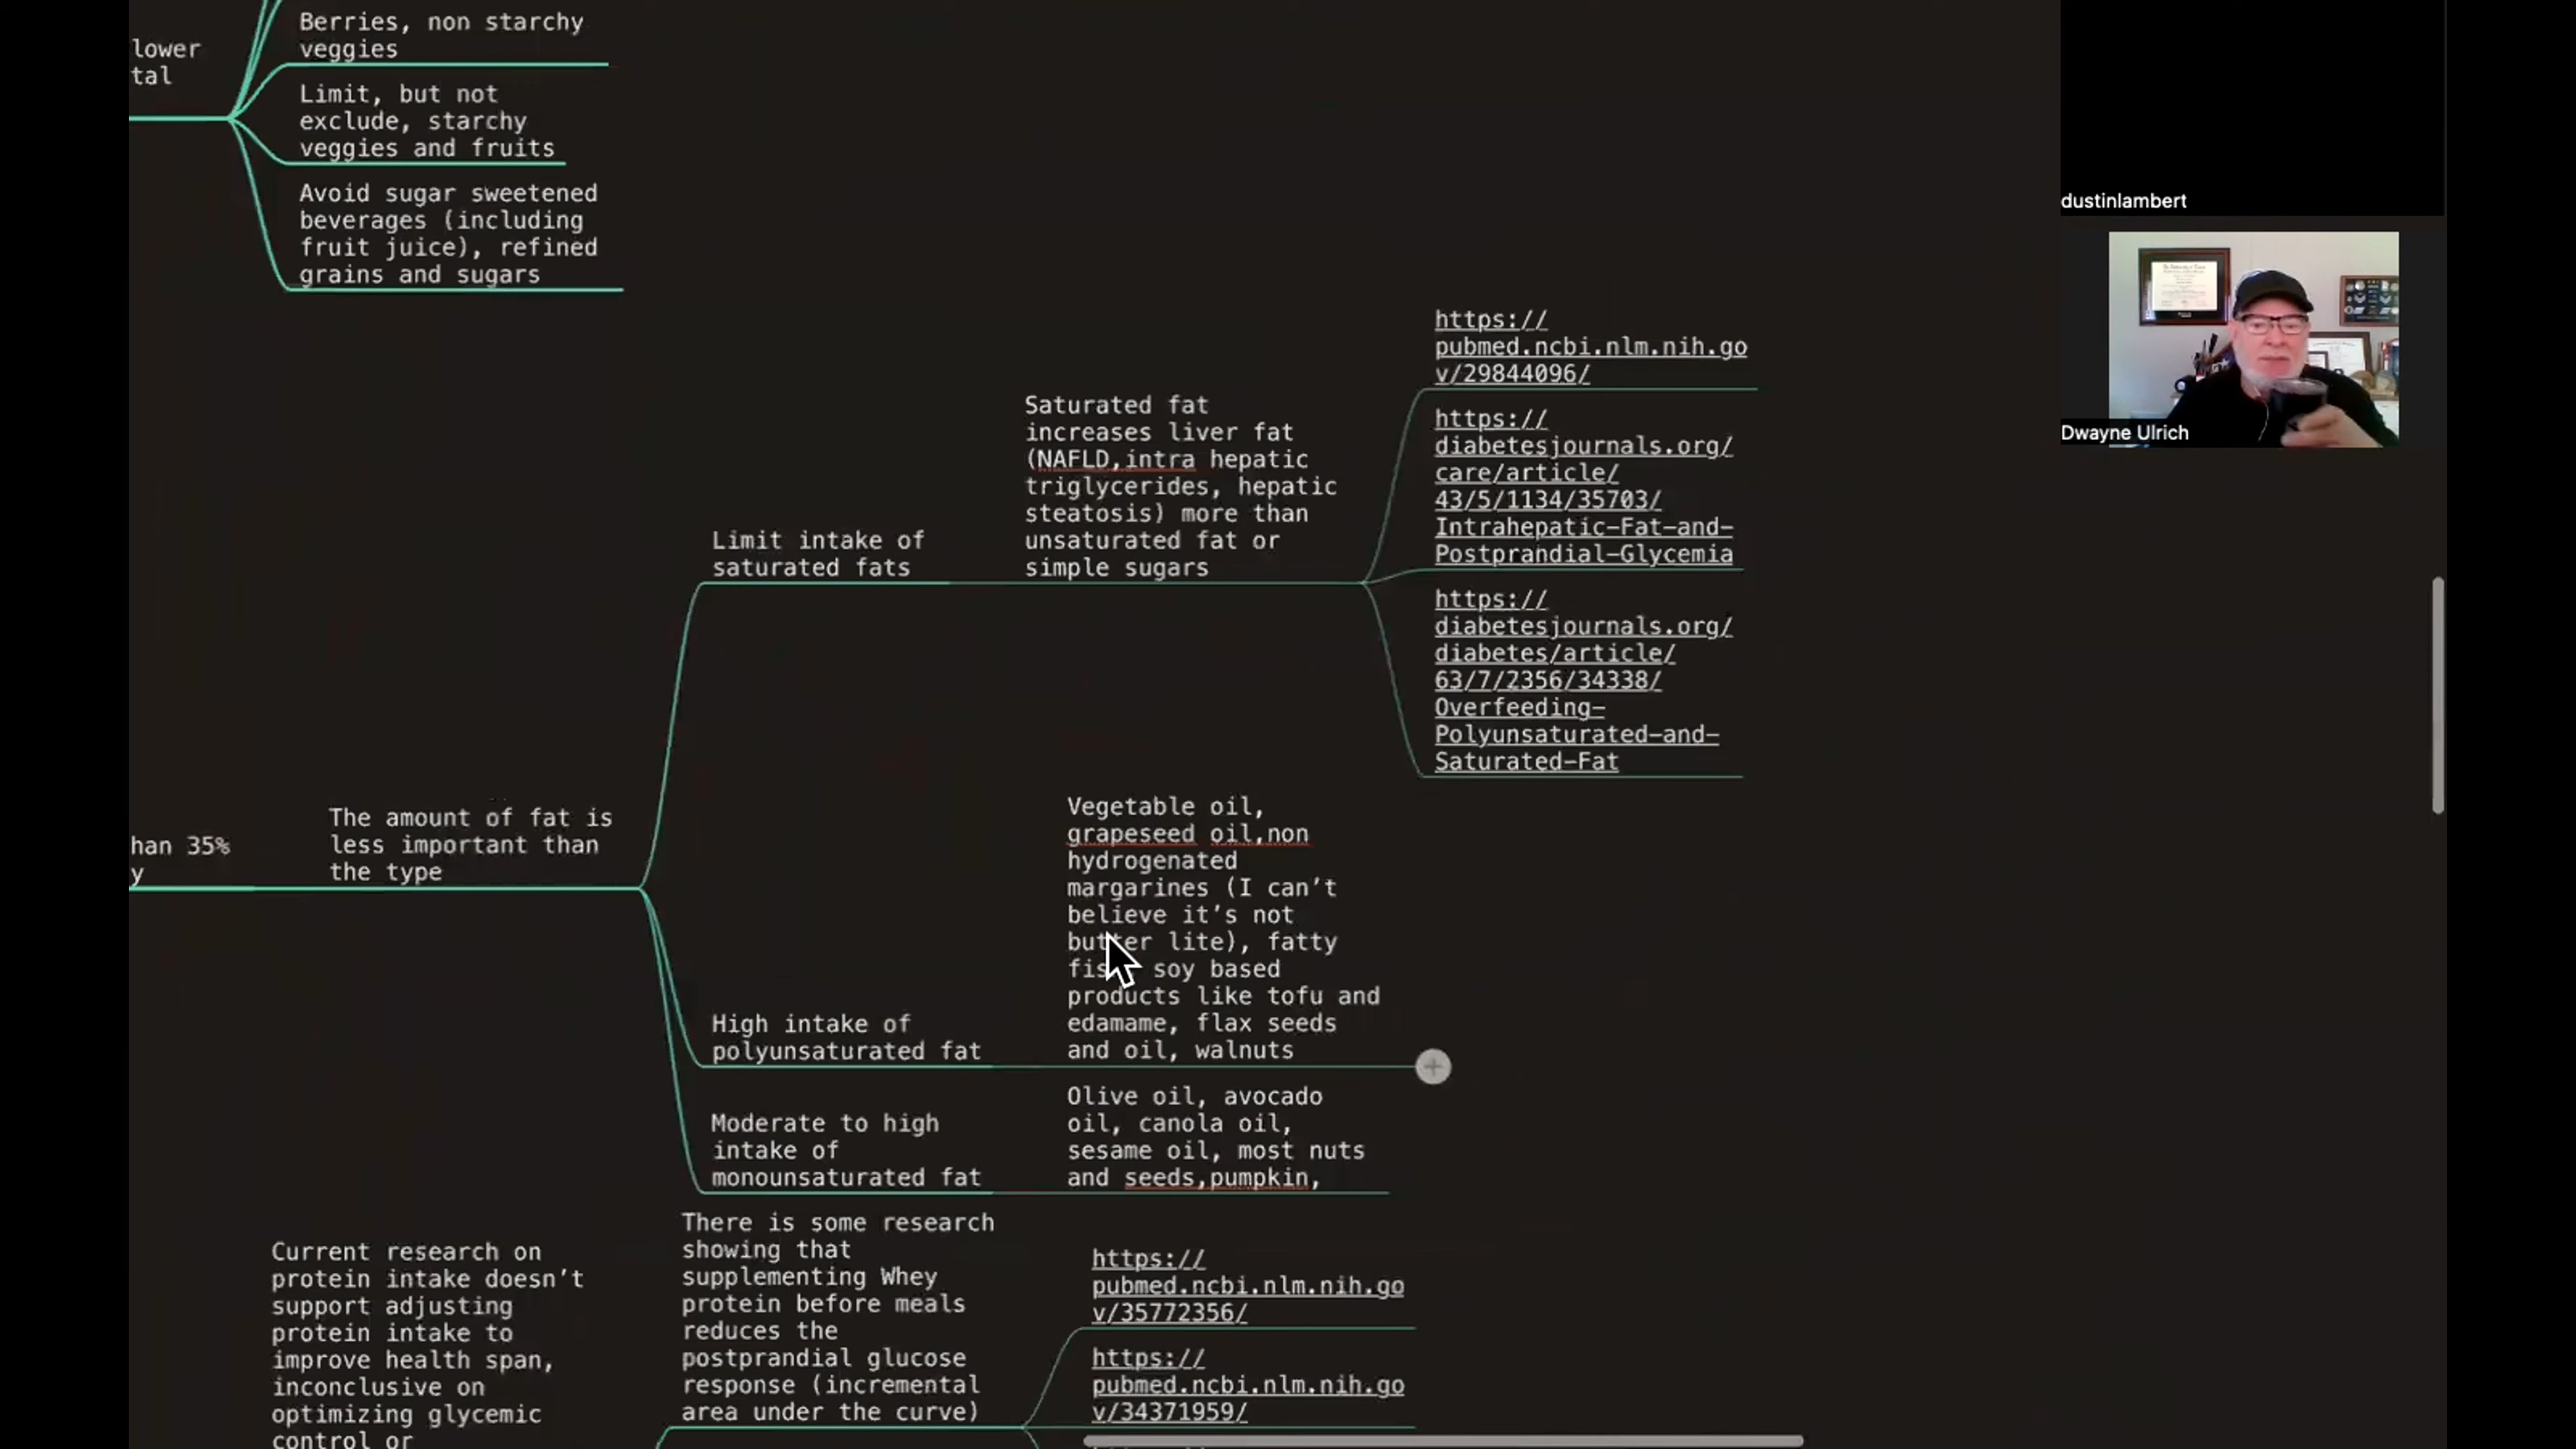 Berries, non starchy
veggies
lower
tal
Limit, but not
exclude, starchy
veggies and fruits
Avoid sugar sweetened
beverages (including
fruit juice), refined
grains and sugars
dustinlambert
Dwayne Ulrich
Limit intake of
saturated fats
Saturated fat
increases liver fat
(NAFLD,intra hepatic
triglycerides, hepatic
steatosis) more than
unsaturated fat or
simple sugars
https://
pubmed.ncbi.nlm.nih.go
v/29844096/
https://
diabetesjournals.org/
care/article/
43/5/1134/35703/
Intrahepatic-Fat-and-
Postprandial-Glycemia
https://
diabetesjournals.org/
diabetes/article/
63/7/2356/34338/
Overfeeding-
Polyunsaturated-and-
Saturated-Fat
han 35%
y
The amount of fat is
less important than
the type
High intake of
polyunsaturated fat
Vegetable oil,
grapeseed oil,non
hydrogenated
margarines (I can't
believe it's not
butter lite), fatty
fis soy based
products like tofu and
edamame, flax seeds
and oil, walnuts
Moderate to high
intake of
monounsaturated fat
Olive oil, avocado
oil, canola oil,
sesame oil, most nuts
and seeds,pumpkin,
Current research on
protein intake doesn't
support adjusting
protein intake to
improve health span,
inconclusive on
optimizing glycemic
control or
There is some research
showing that
supplementing Whey
protein before meals
reduces the
postprandial glucose
response (incremental
area under the curve)
https://
pubmed.ncbi.nlm.nih.go
v/35772356/
https://
pubmed.ncbi.nlm.nih.go
v/34371959/